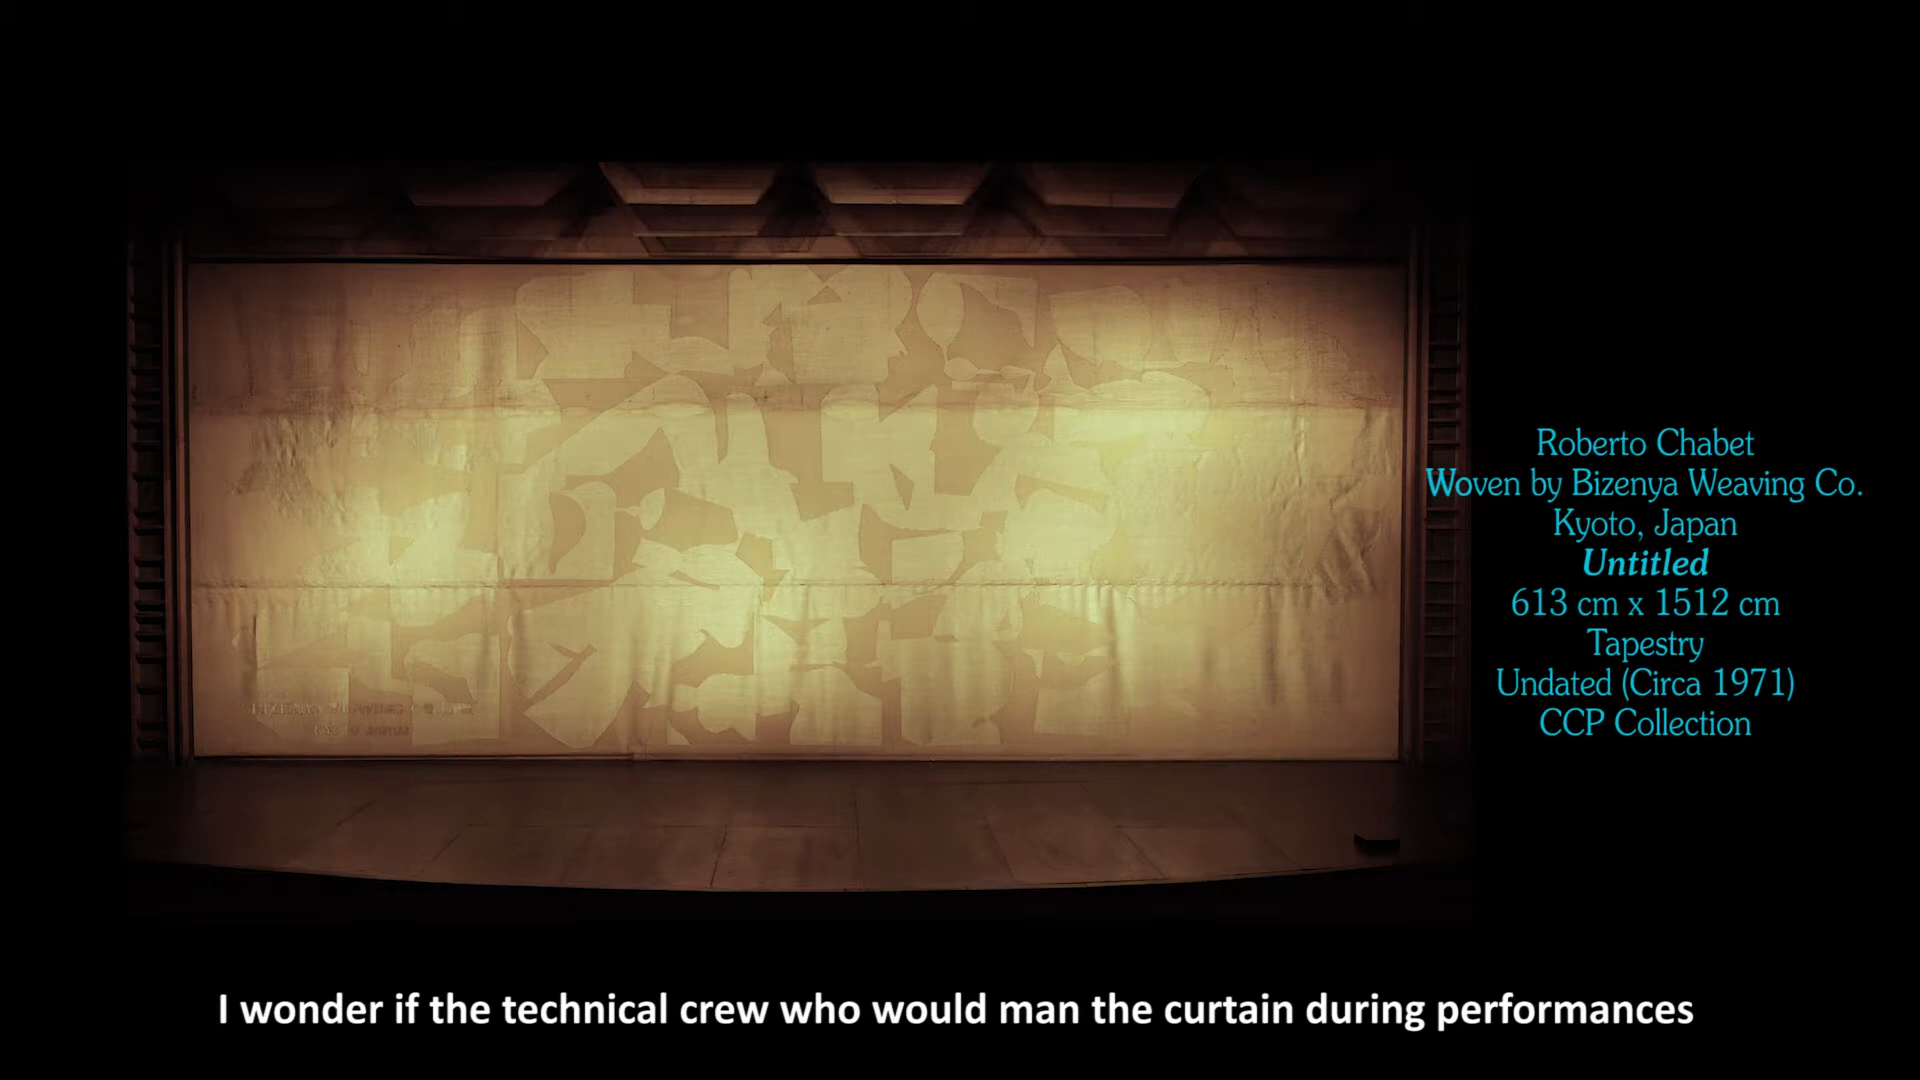 Roberto Chabet
Woven by Bizenya Weaving Co.
Kyoto, Japan
Untitled
613 cm x 1512 cm
Tapestry
Undated (Circa 1971)
CCP Collection
I wonder if the technical crew who would man the curtain during performances